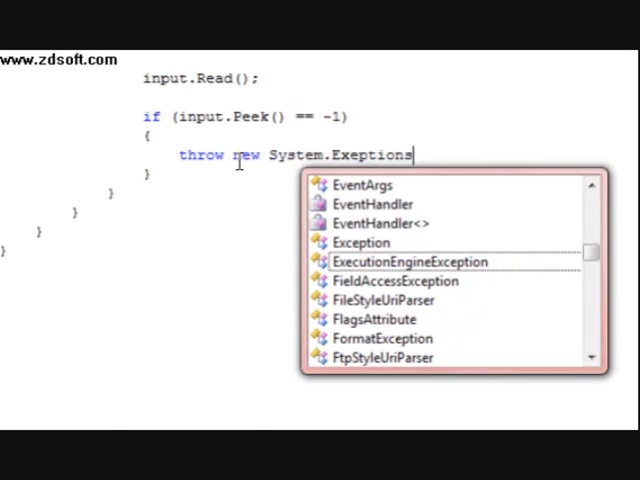 www.zdsoft.com
input.Read();
if (input.Peek() == -1)
{
throw new System.Exeptions
}
}
}
}
}
EventArgs
EventHandler
EventHandler<>
Exception
ExecutionEngineException
FieldAccessException
FileStyleUriParser
FlagsAttribute
FormatException
FtpStyleUriParser